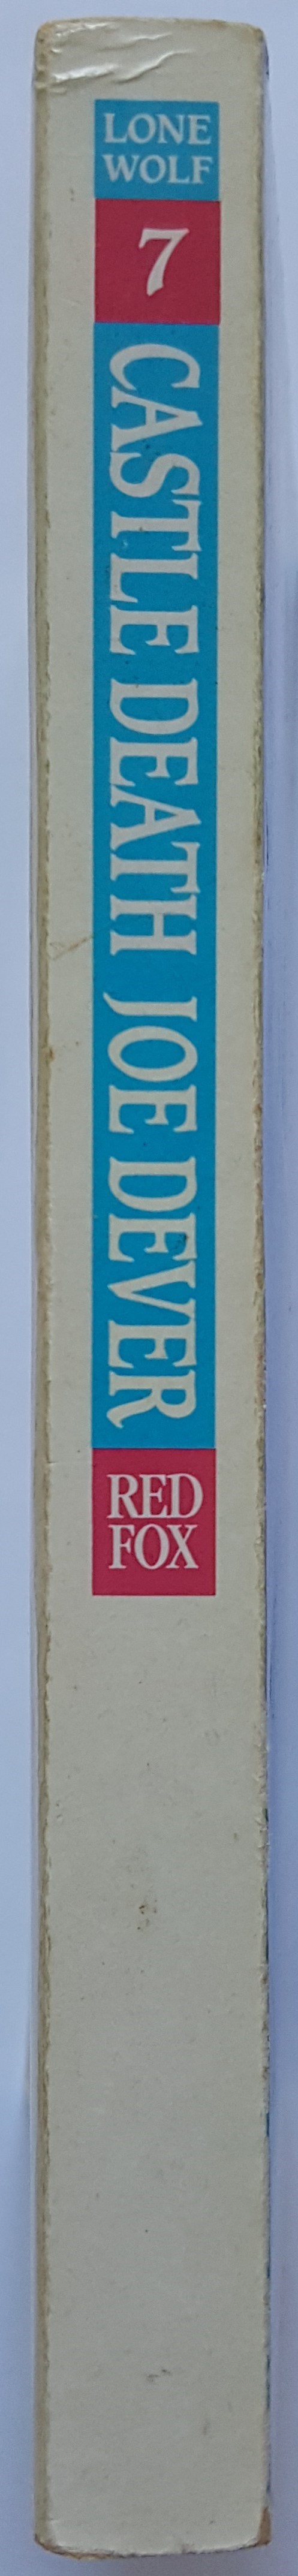 LONE
WOLF
7
CASTLE DEATH JOE DEVER
RED
FOX